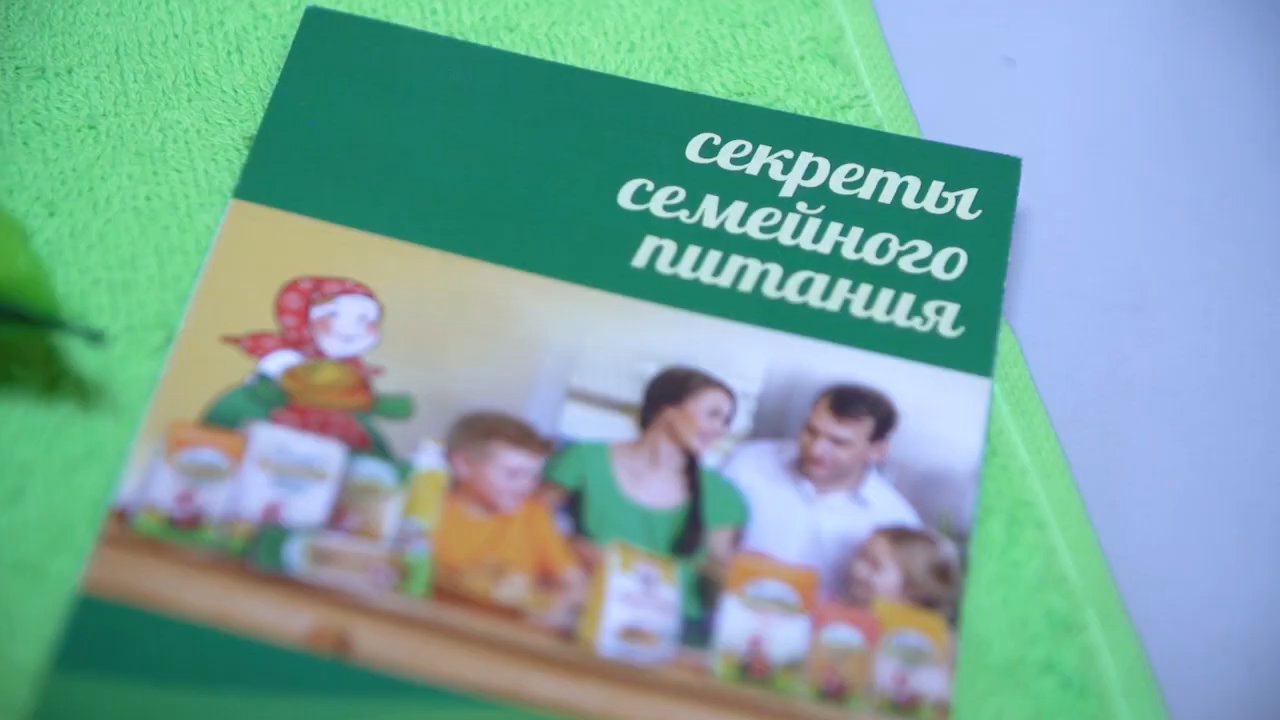 секреты
семейного
питания